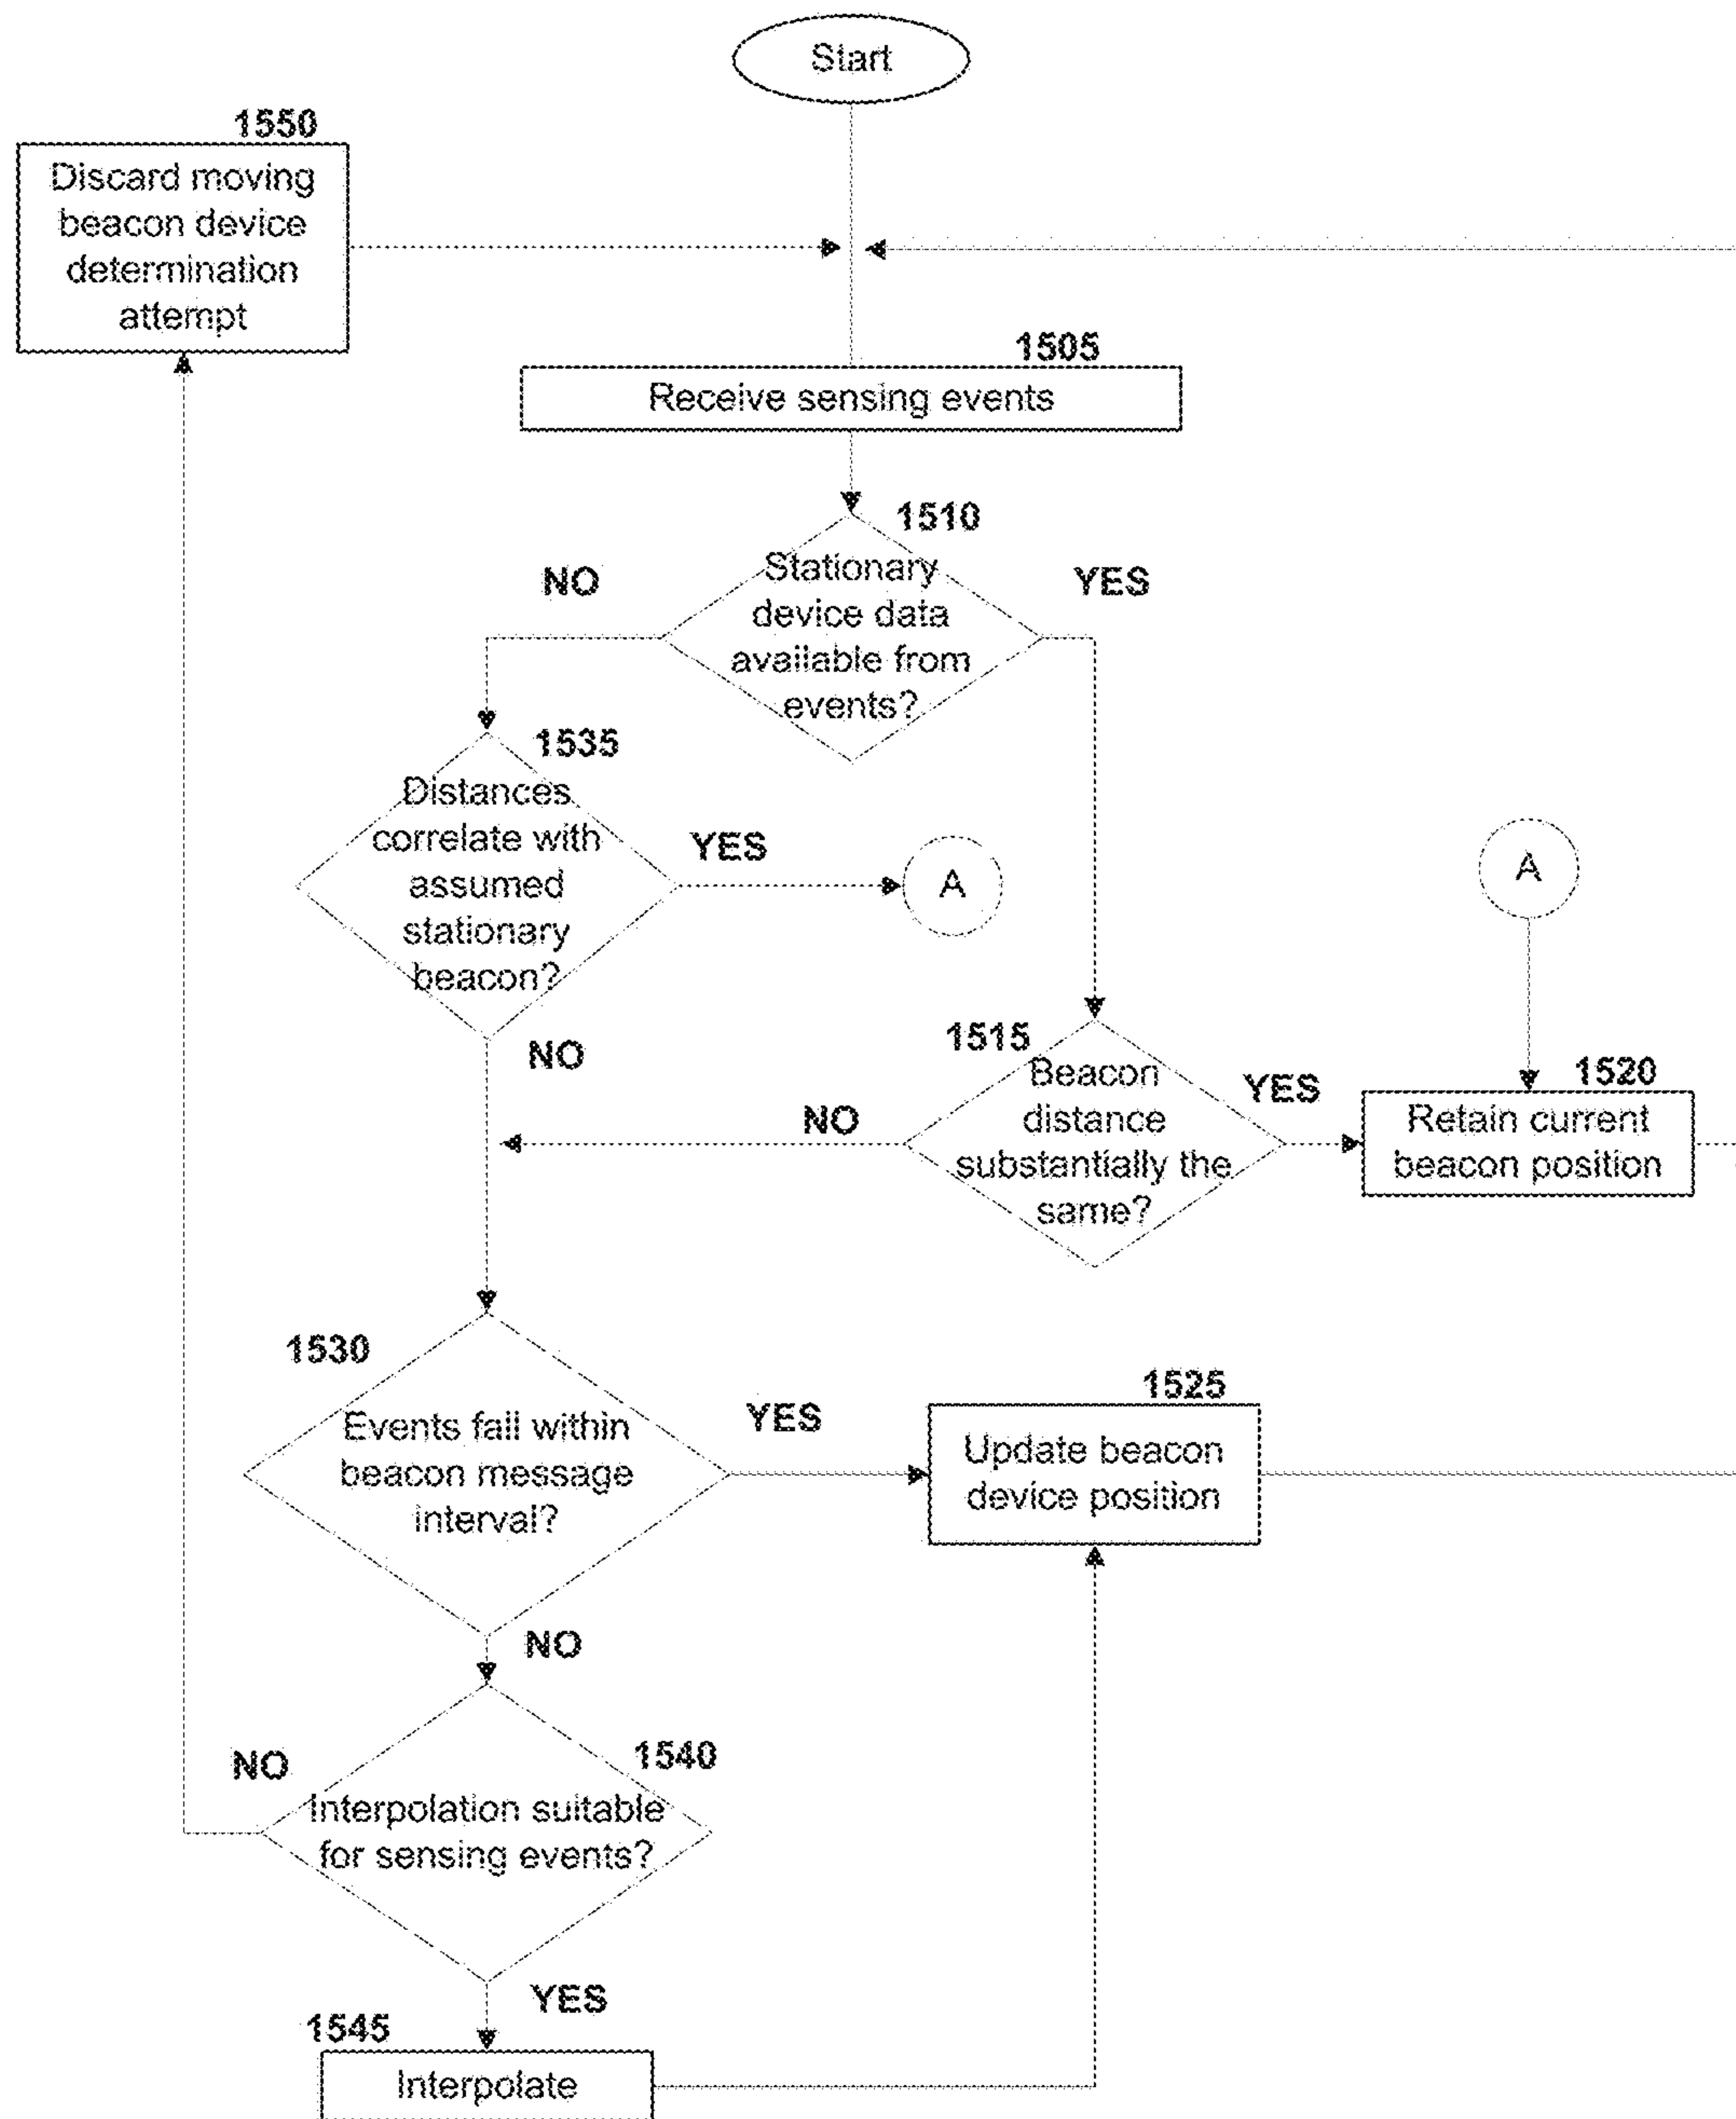 Start
1550
Discard moving
beacon device
determination
attempt
1505
Receive sensing events
1510
NO
YES
Stationary
device data
available from
events?
1535
Distances
correlate with
assumed
stationary
beacon?
YES
A
A
NO
1515
Beacon
distance
substantially the
same?
NO
YES
1520
Retain current
beacon position
1530
Events fall within
beacon message
interval?
YES
1525
Update beacon
device position
NO
1540
NO
Interpolation suitable
for sensing events?
YES
1545
Interpolate